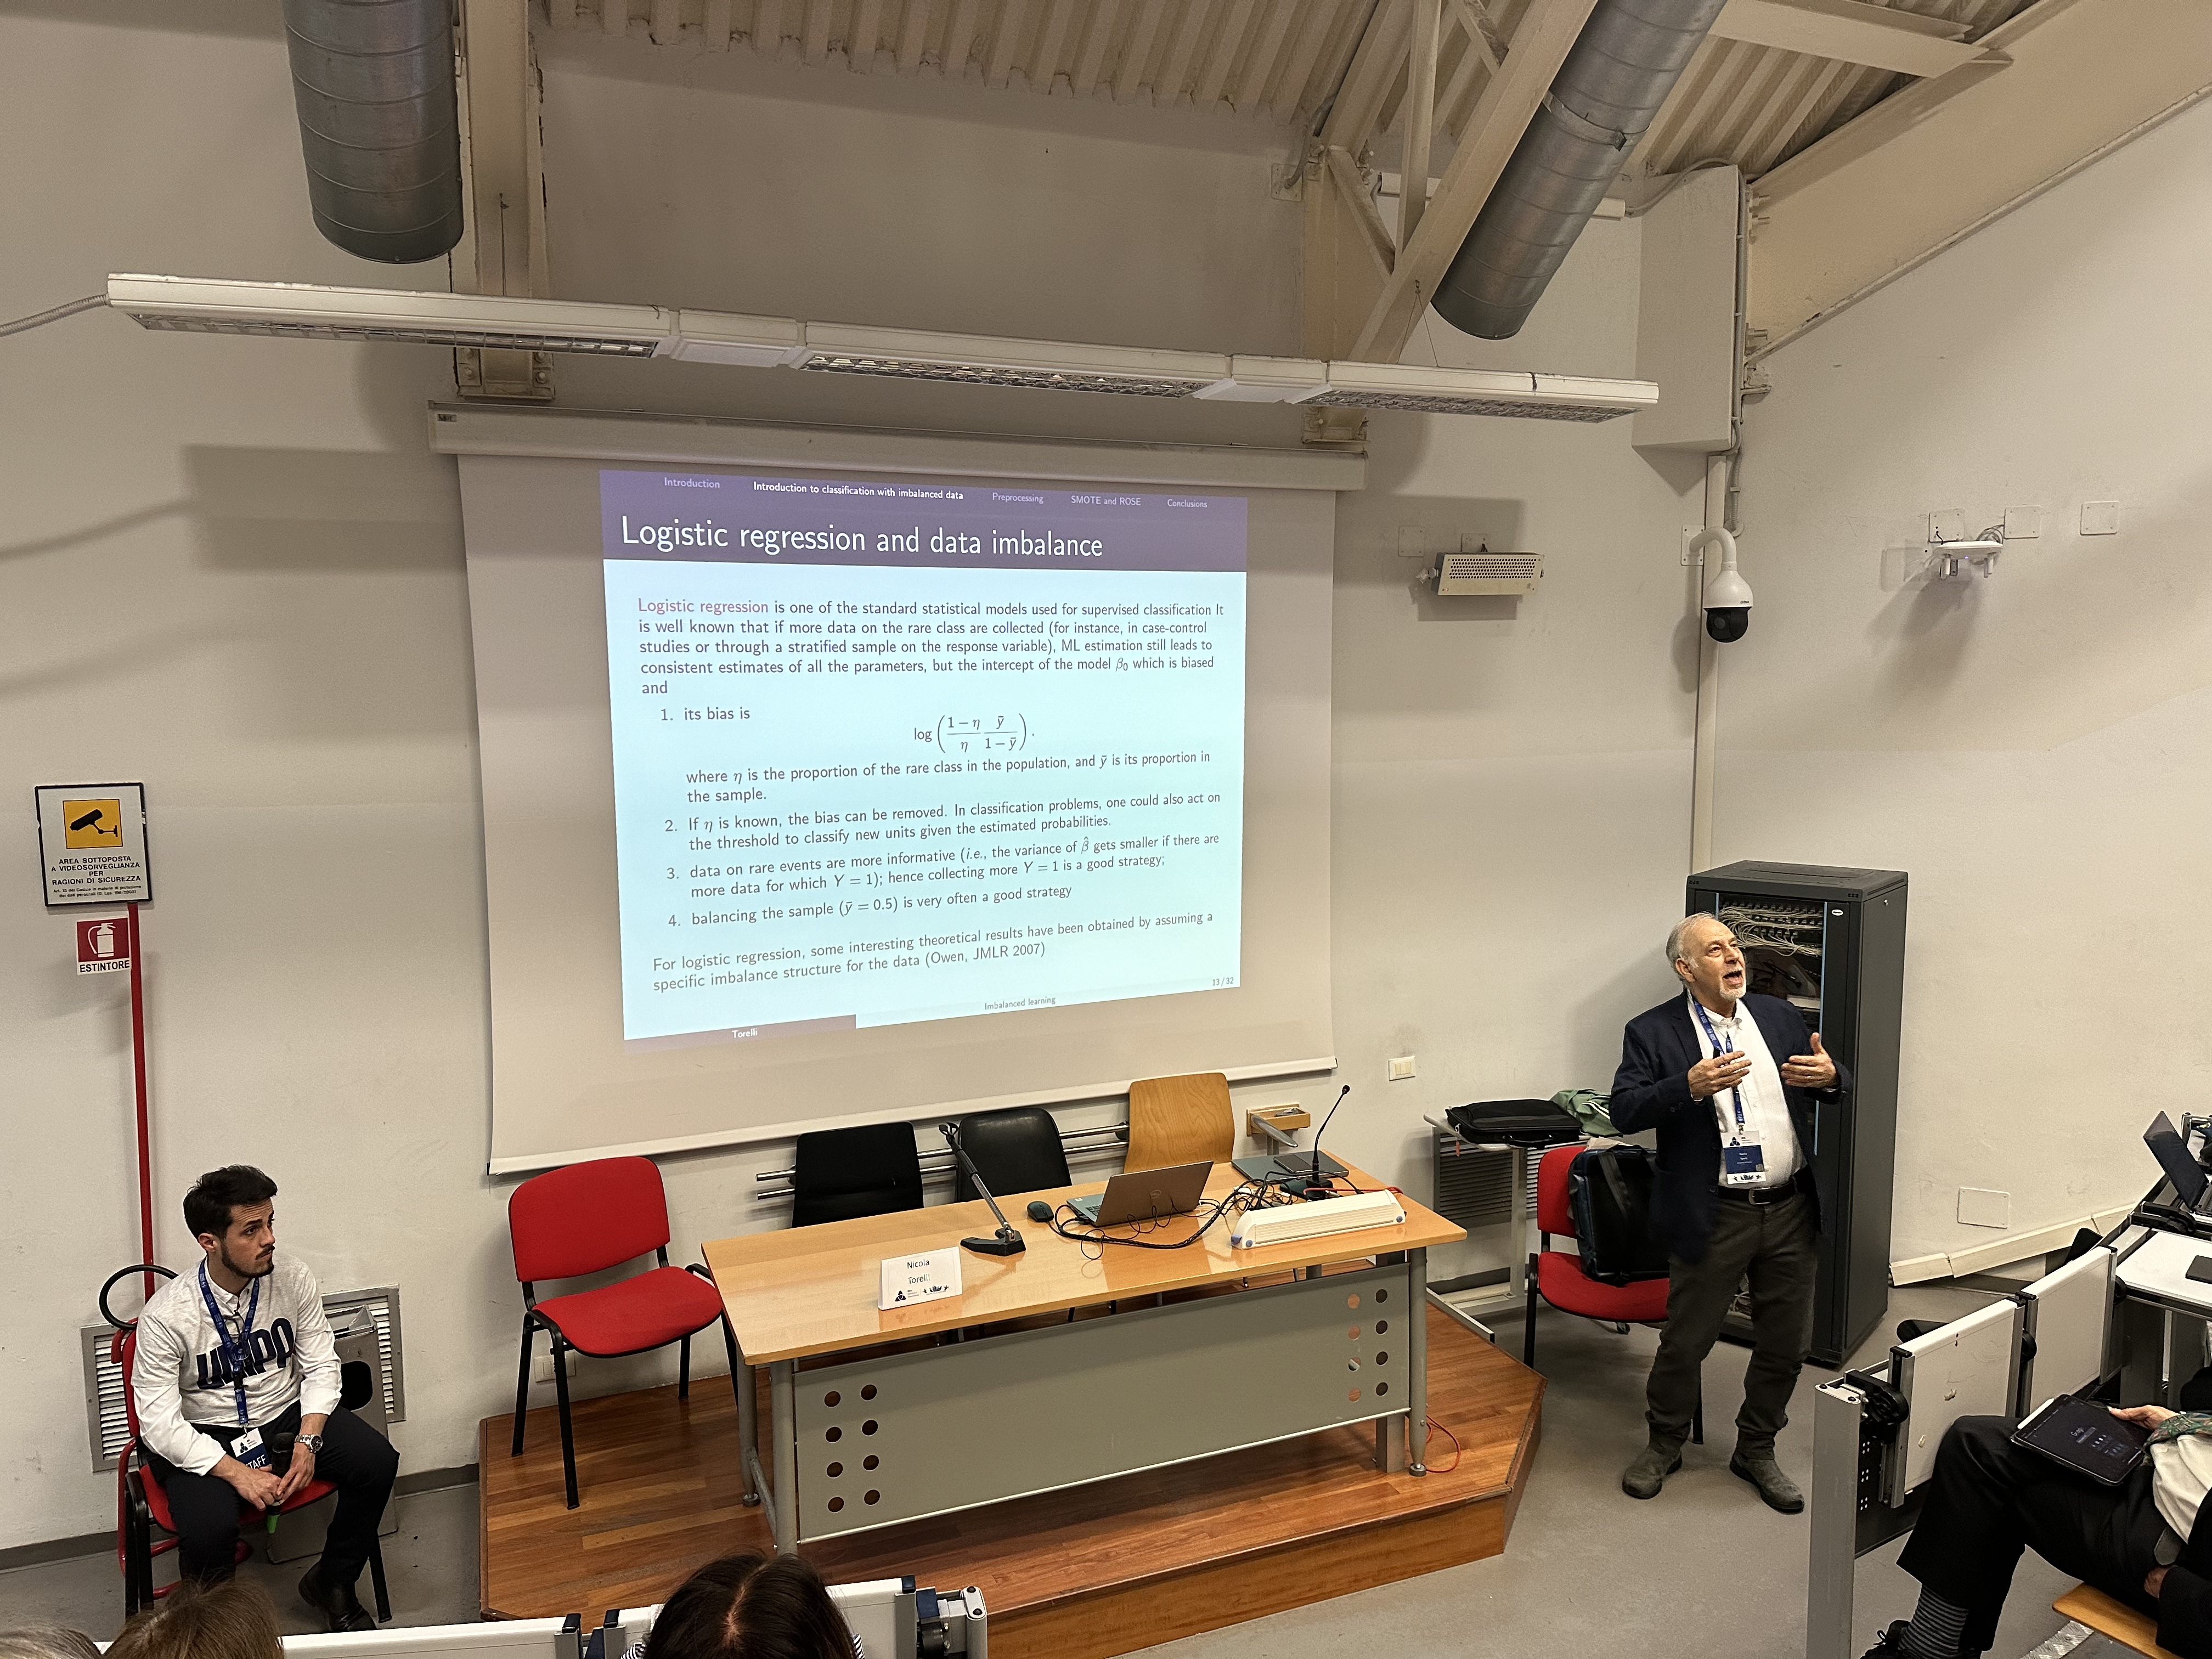 Introduction
Introduction to classification with imbalanced data
Preprocessing
SMOTE and ROSE
Conclusions
Logistic regression and data imbalance
Logistic regression is one of the standard statistical models used for supervised classification It
is well known that if more data on the rare class are collected (for instance, in case-control
studies or through a stratified sample on the response variable), ML estimation still leads to
consistent estimates of all the parameters, but the intercept of the model β₀ which is biased
and
1. its bias is
log ( (1 − η)/η · ȳ/(1 − ȳ) ) .
where η is the proportion of the rare class in the population, and ȳ is its proportion in
the sample.
2. If η is known, the bias can be removed. In classification problems, one could also act on
the threshold to classify new units given the estimated probabilities.
3. data on rare events are more informative (i.e., the variance of β̂ gets smaller if there are
more data for which Y = 1); hence collecting more Y = 1 is a good strategy;
4. balancing the sample (ȳ = 0.5) is very often a good strategy
For logistic regression, some interesting theoretical results have been obtained by assuming a
specific imbalance structure for the data (Owen, JMLR 2007)
13 / 32
Torelli
Imbalanced learning
AREA SOTTOPOSTA
A VIDEOSORVEGLIANZA
PER
RAGIONI DI SICUREZZA
ESTINTORE
Nicola
Torelli